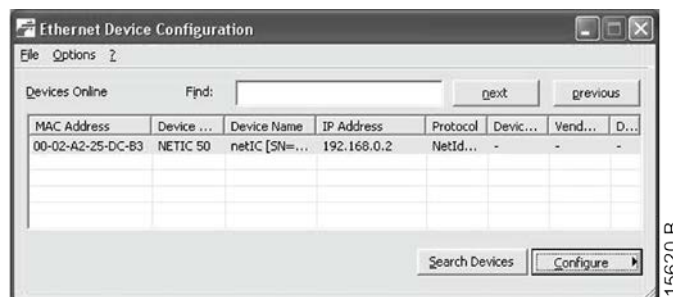 Ethernet Device Configuration
File Options ?
Devices Online Find: next previous
MAC Address Device ... Device Name IP Address Protocol Devic... Vend... D...
00-02-A2-25-DC-B3 NETIC 50 netIC [SN=... 192.168.0.2 NetId... - - -
Search Devices Configure
15620 B